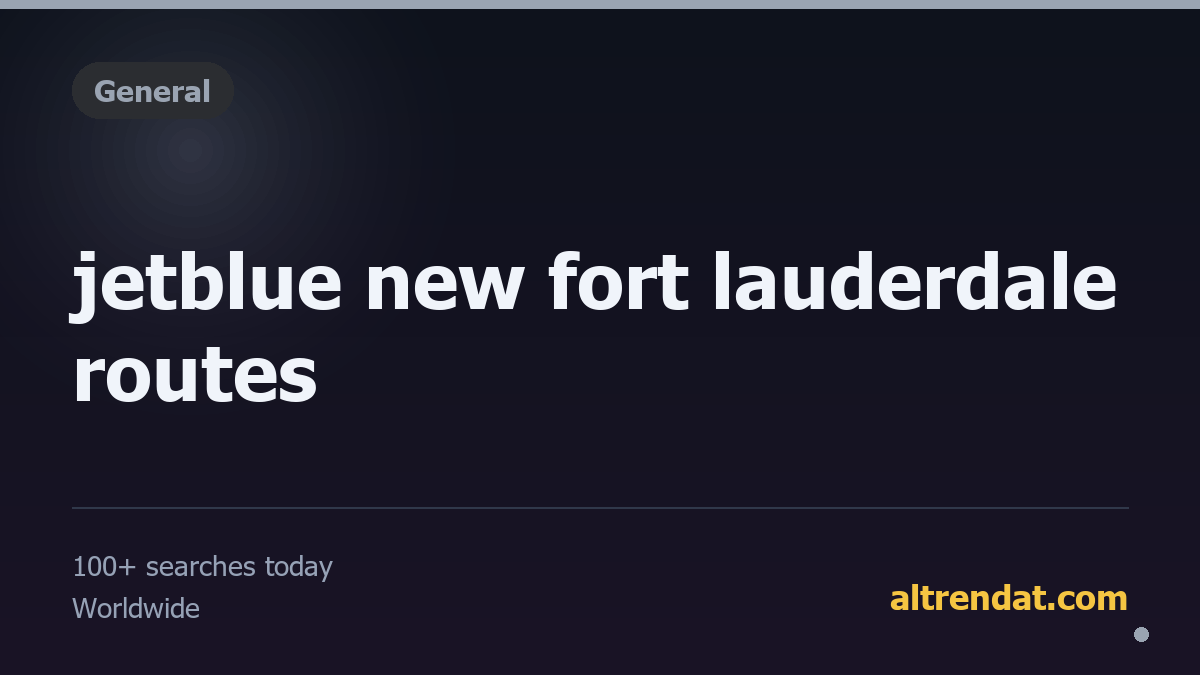 General
jetblue new fort lauderdale
routes
100+ searches today
Worldwide
altrendat.com